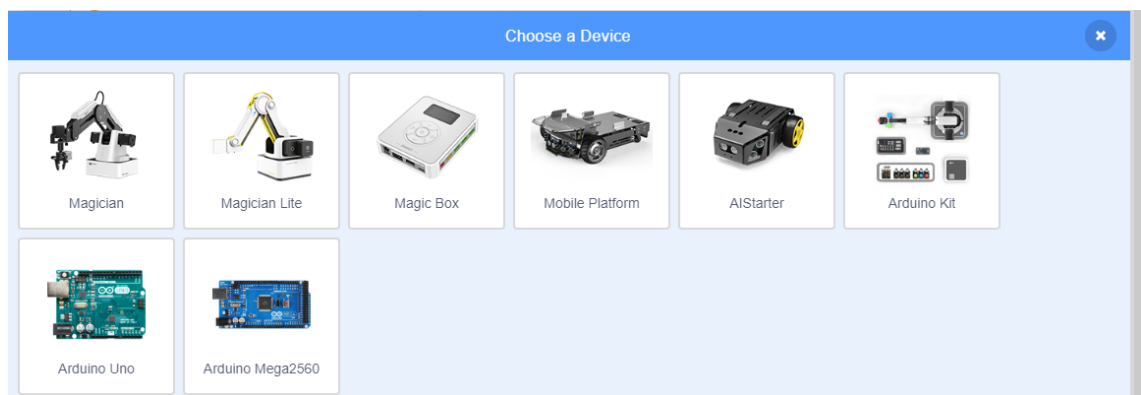 Choose a Device
Magician
Magician Lite
Magic Box
Mobile Platform
AIStarter
Arduino Kit
Arduino Uno
Arduino Mega2560